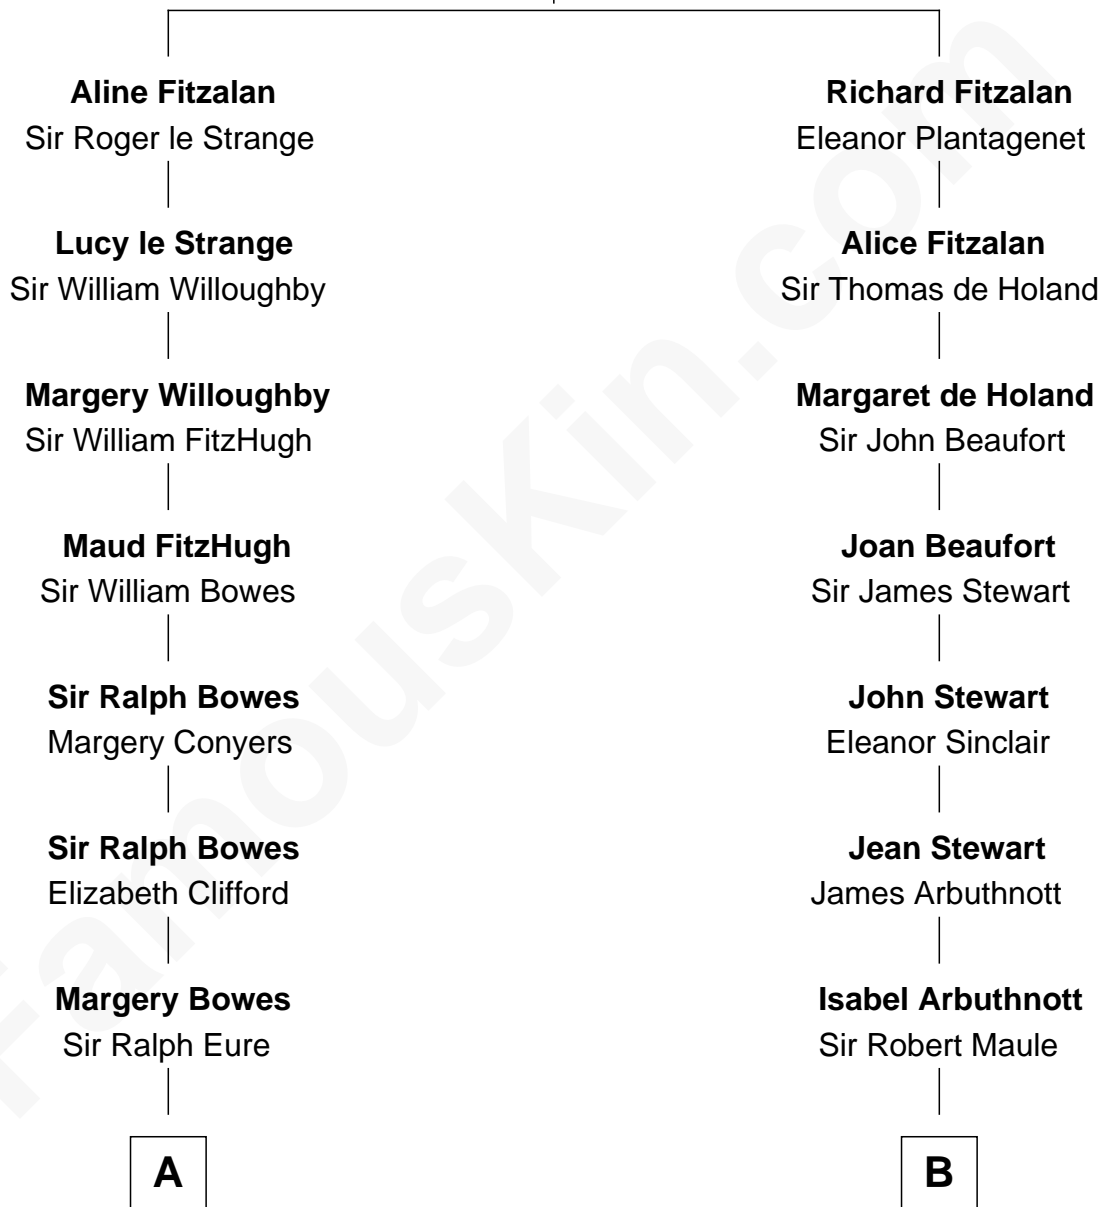 Aline Fitzalan
Sir Roger le Strange
Lucy le Strange
Sir William Willoughby
Margery Willoughby
Sir William FitzHugh
Maud FitzHugh
Sir William Bowes
Sir Ralph Bowes
Margery Conyers
Sir Ralph Bowes
Elizabeth Clifford
Margery Bowes
Sir Ralph Eure
A
Richard Fitzalan
Eleanor Plantagenet
Alice Fitzalan
Sir Thomas de Holand
Margaret de Holand
Sir John Beaufort
Joan Beaufort
Sir James Stewart
John Stewart
Eleanor Sinclair
Jean Stewart
James Arbuthnott
Isabel Arbuthnott
Sir Robert Maule
B
FamousKin.com